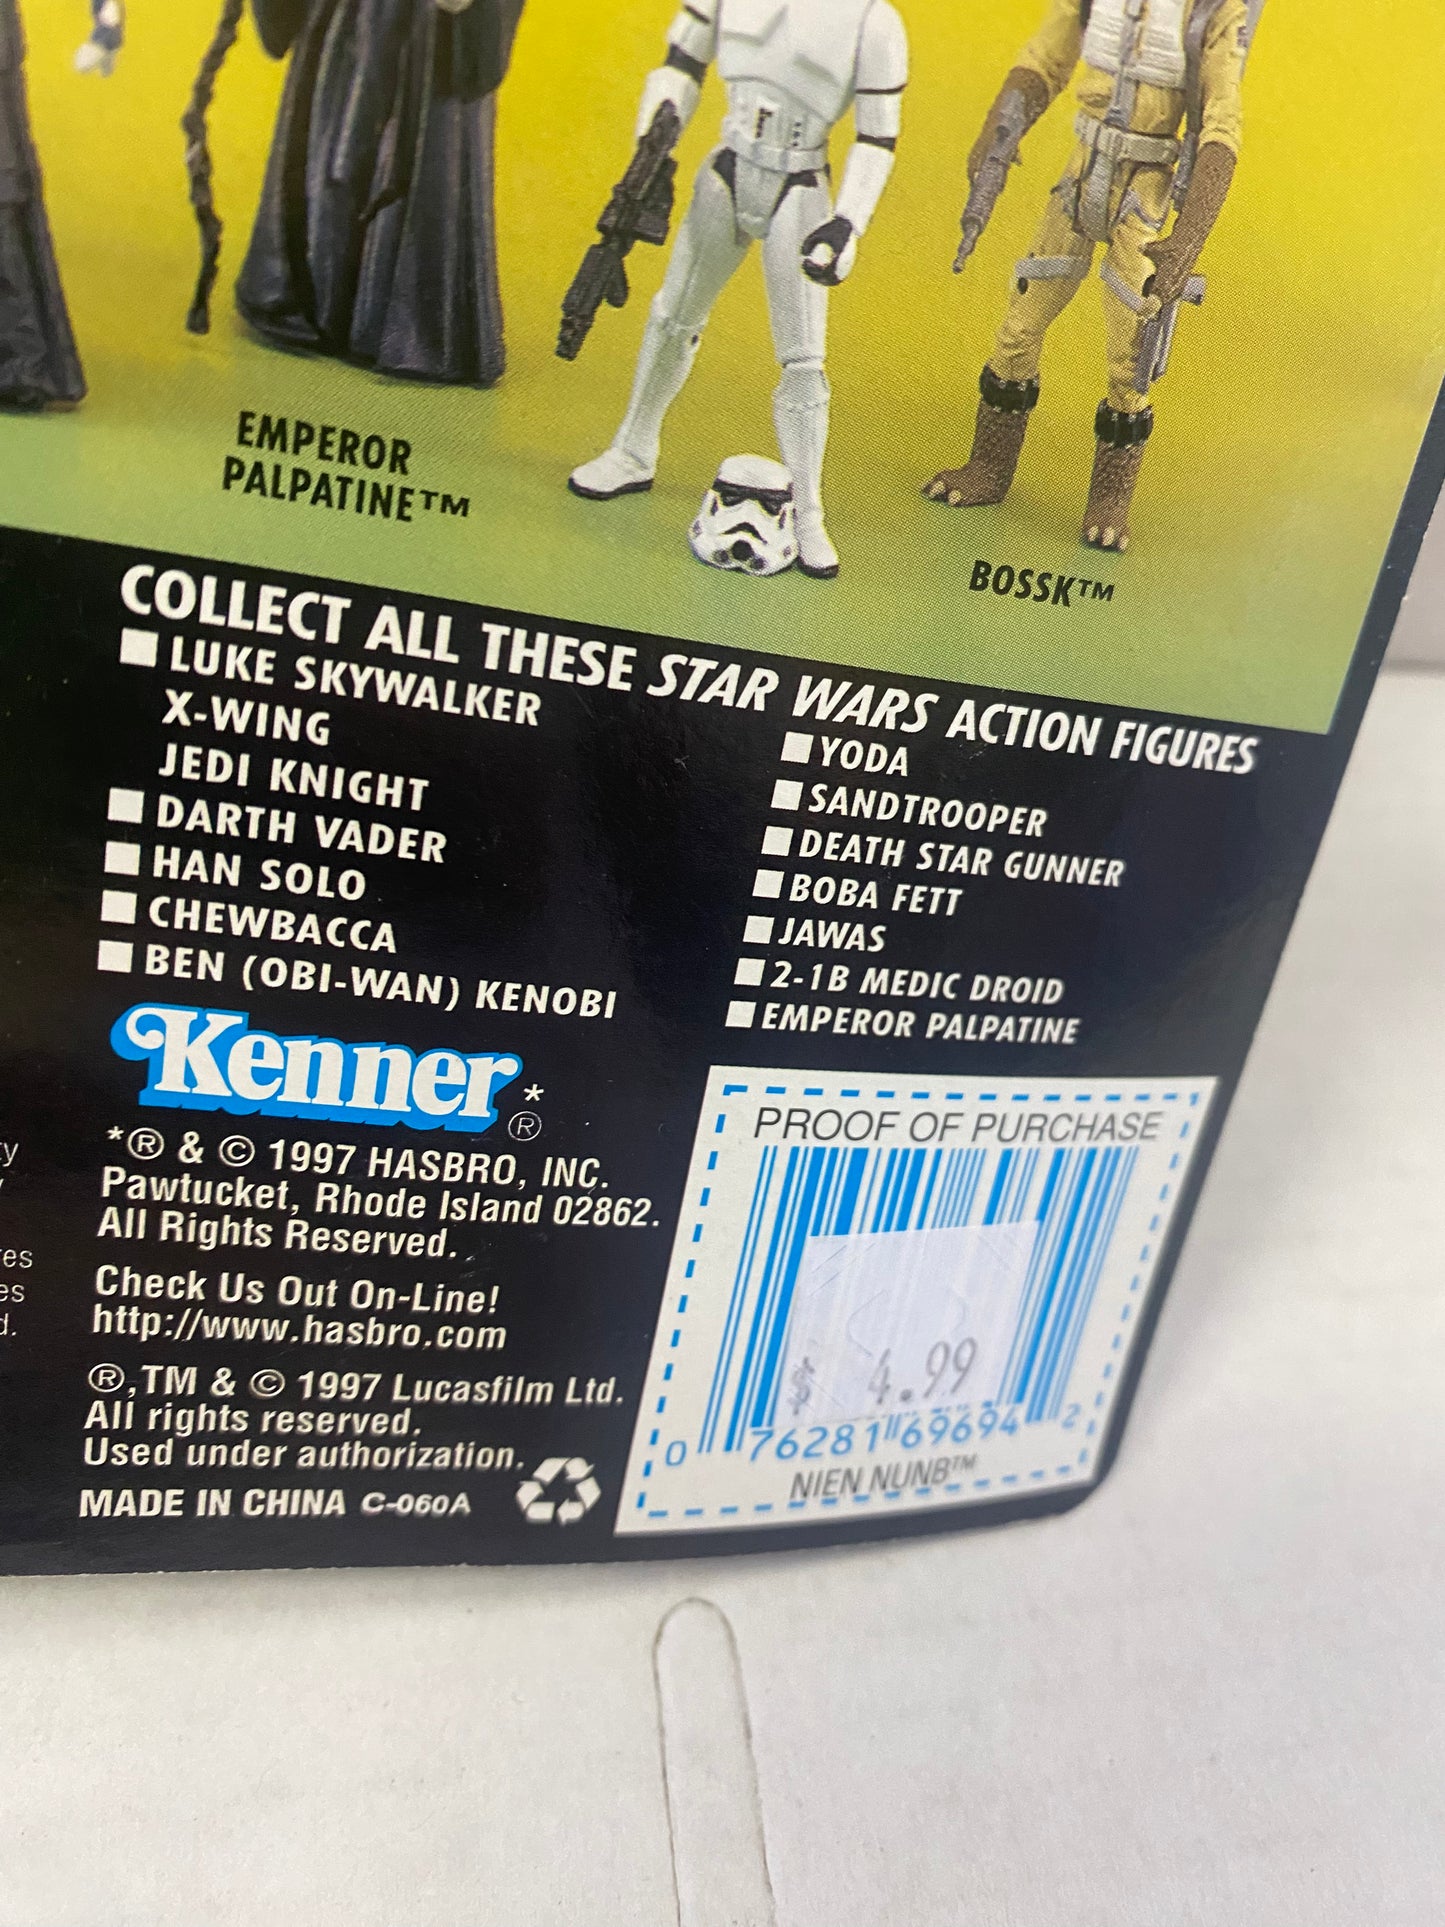 EMPEROR
PALPATINE™
BOSSK™
COLLECT ALL THESE STAR WARS ACTION FIGURES
LUKE SKYWALKER
X-WING
JEDI KNIGHT
DARTH VADER
HAN SOLO
CHEWBACCA
BEN (OBI-WAN) KENOBI
YODA
SANDTROOPER
DEATH STAR GUNNER
BOBA FETT
JAWAS
2-1B MEDIC DROID
EMPEROR PALPATINE
Kenner*®
*® & © 1997 HASBRO, INC.
Pawtucket, Rhode Island 02862.
All Rights Reserved.
Check Us Out On-Line!
http://www.hasbro.com
®,TM & © 1997 Lucasfilm Ltd.
All rights reserved.
Used under authorization.
MADE IN CHINA C-060A
PROOF OF PURCHASE
4.99
0 76281 69694 2
NIEN NUNB™